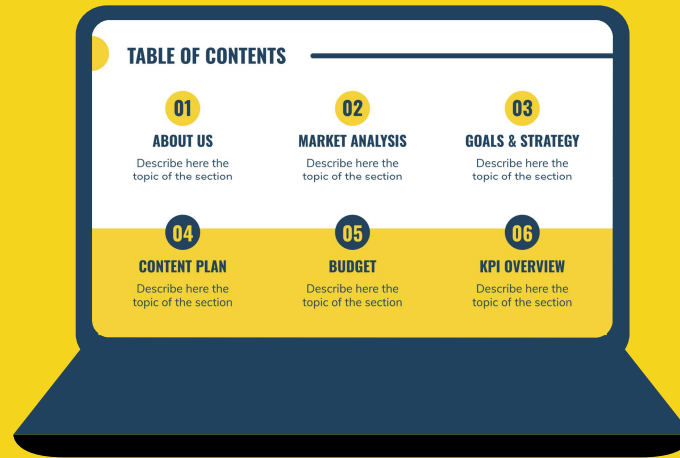 TABLE OF CONTENTS
01
02
03
ABOUT US
MARKET ANALYSIS
GOALS & STRATEGY
Describe here the
topic of the section
Describe here the
topic of the section
Describe here the
topic of the section
04
05
06
CONTENT PLAN
BUDGET
KPI OVERVIEW
Describe here the
topic of the section
Describe here the
topic of the section
Describe here the
topic of the section